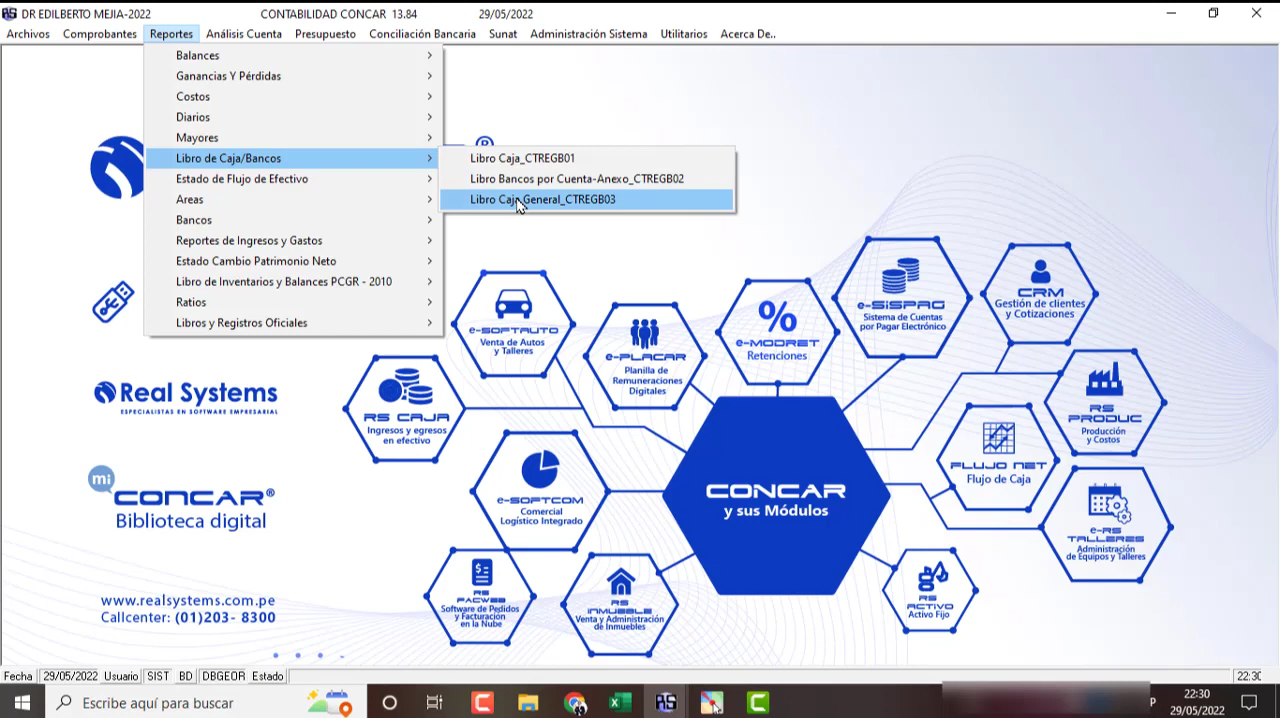 DR EDILBERTO MEJIA-2022 CONTABILIDAD CONCAR 13.84 29/05/2022
Archivos Comprobantes Reportes Análisis Cuenta Presupuesto Conciliación Bancaria Sunat Administración Sistema Utilitarios Acerca De..
Balances
Ganancias Y Pérdidas
Costos
Diarios
Mayores
Libro de Caja/Bancos
Estado de Flujo de Efectivo
Areas
Bancos
Reportes de Ingresos y Gastos
Estado Cambio Patrimonio Neto
Libro de Inventarios y Balances PCGR - 2010
Ratios
Libros y Registros Oficiales
Libro Caja_CTREGB01
Libro Bancos por Cuenta-Anexo_CTREGB02
Libro Caja General_CTREGB03
®
e-SOFTAUTO
Venta de Autos
y Talleres
e-PLACAR
Planilla de
Remuneraciones
Digitales
%
e-MODRET
Retenciones
e-SISPAG
Sistema de Cuentas
por Pagar Electrónico
CRM
Gestión de clientes
y Cotizaciones
RS CAJA
Ingresos y egresos
en efectivo
RS
PRODUC
Producción
y Costos
FLUJO NET
Flujo de Caja
e-SOFTCOM
Comercial
Logístico Integrado
CONCAR
y sus Módulos
e-RS
TALLERES
Administración
de Equipos y Talleres
RS
FACWEB
Software de Pedidos
y Facturación
en la Nube
RS
INMUEBLE
Venta y Administración
de Inmuebles
RS
ACTIVO
Activo Fijo
Real Systems
ESPECIALISTAS EN SOFTWARE EMPRESARIAL
mi
CONCAR®
Biblioteca digital
www.realsystems.com.pe
Callcenter: (01)203- 8300
Fecha 29/05/2022 Usuario SIST BD DBGEOR Estado 22:30
Escribe aquí para buscar
P
22:30
29/05/2022